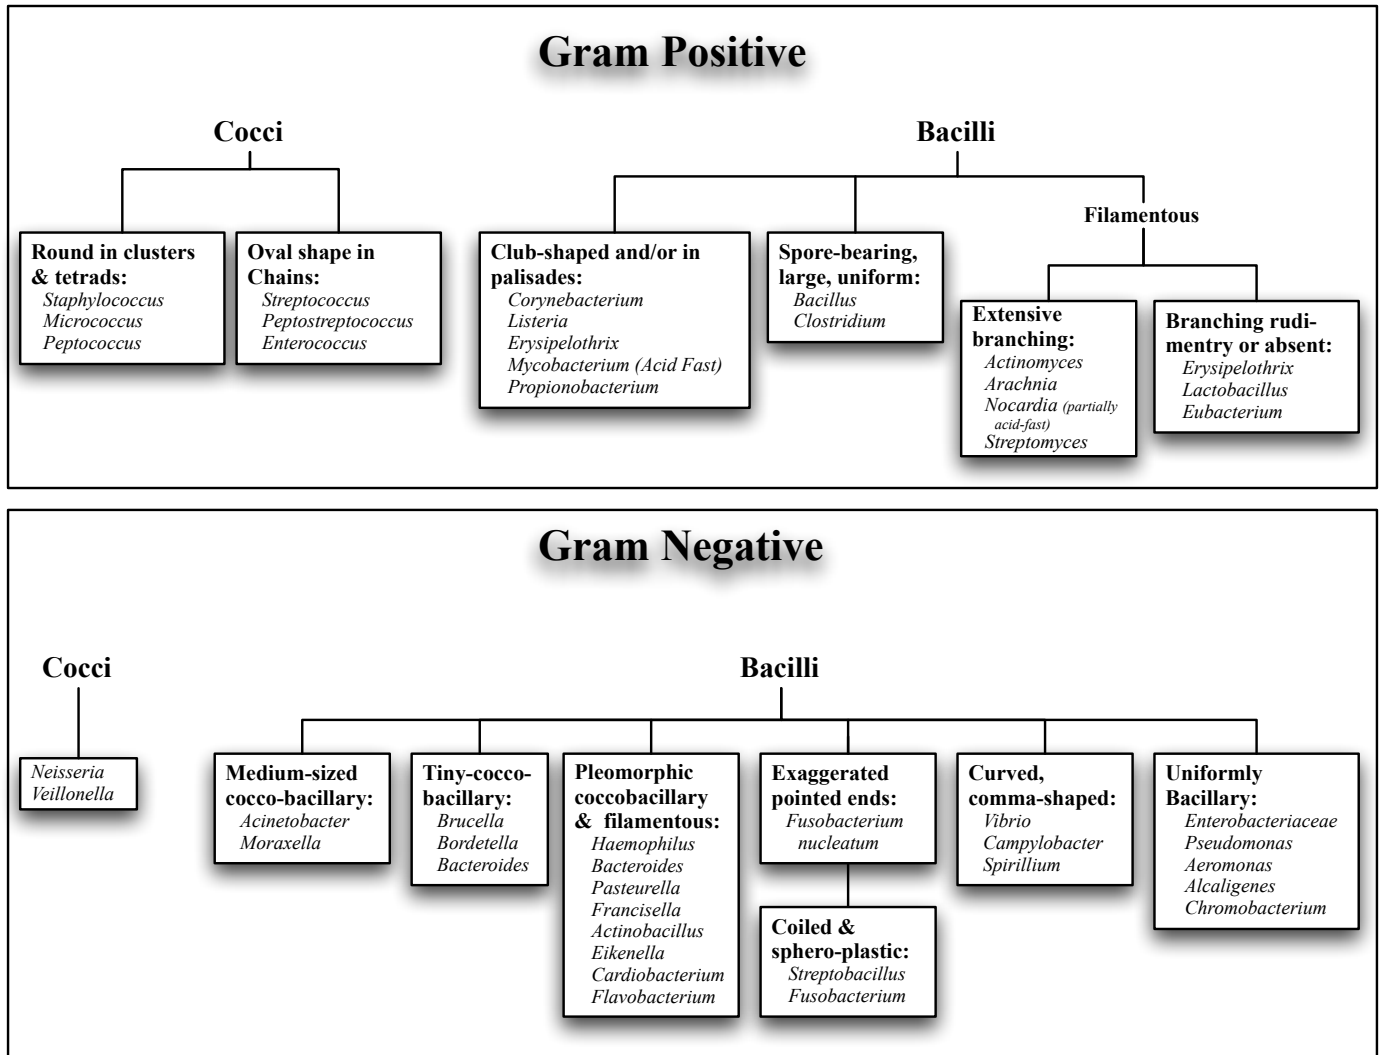 Gram Positive
Cocci
Round in clusters
& tetrads:
Staphylococcus
Micrococcus
Peptococcus
Oval shape in
Chains:
Streptococcus
Peptostreptococcus
Enterococcus
Bacilli
Club-shaped and/or in
palisades:
Corynebacterium
Listeria
Erysipelothrix
Mycobacterium (Acid Fast)
Propionobacterium
Spore-bearing,
large, uniform:
Bacillus
Clostridium
Filamentous
Extensive
branching:
Actinomyces
Arachnia
Nocardia (partially
acid-fast)
Streptomyces
Branching rudi-
mentry or absent:
Erysipelothrix
Lactobacillus
Eubacterium
Gram Negative
Cocci
Neisseria
Veillonella
Bacilli
Medium-sized
cocco-bacillary:
Acinetobacter
Moraxella
Tiny-cocco-
bacillary:
Brucella
Bordetella
Bacteroides
Pleomorphic
coccobacillary
& filamentous:
Haemophilus
Bacteroides
Pasteurella
Francisella
Actinobacillus
Eikenella
Cardiobacterium
Flavobacterium
Exaggerated
pointed ends:
Fusobacterium
nucleatum
Coiled &
sphero-plastic:
Streptobacillus
Fusobacterium
Curved,
comma-shaped:
Vibrio
Campylobacter
Spirillium
Uniformly
Bacillary:
Enterobacteriaceae
Pseudomonas
Aeromonas
Alcaligenes
Chromobacterium